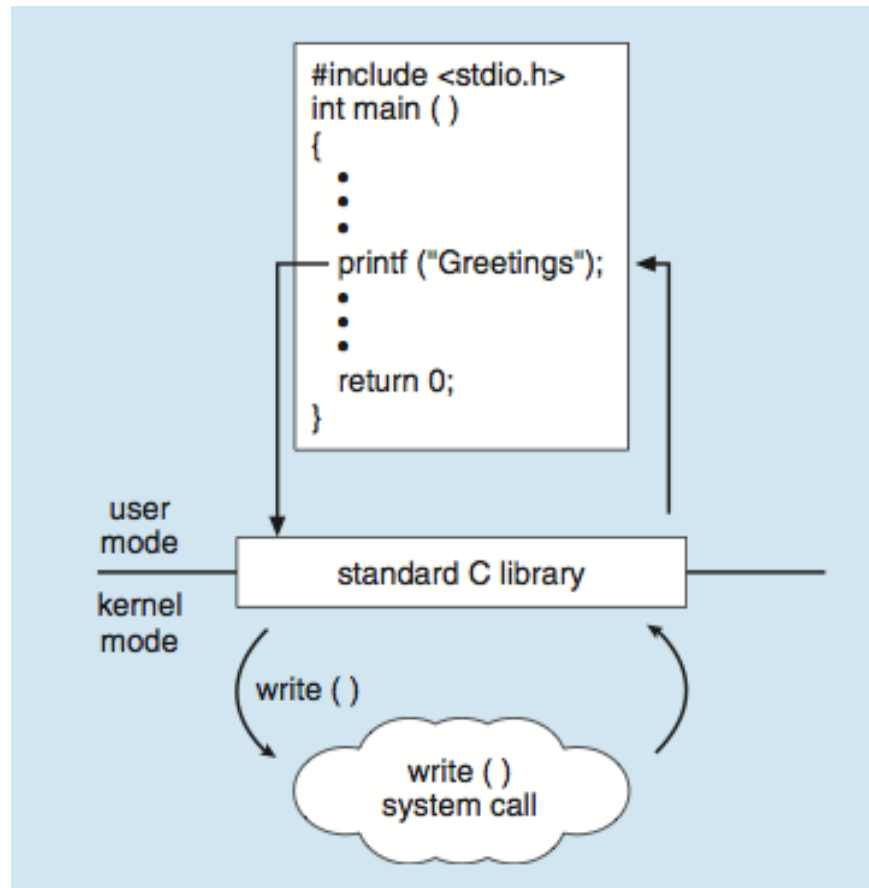 #include <stdio.h>
int main ( )
{
•
•
•
printf ("Greetings");
•
•
•
return 0;
}
user
mode
standard C library
kernel
mode
write ( )
write ( )
system call